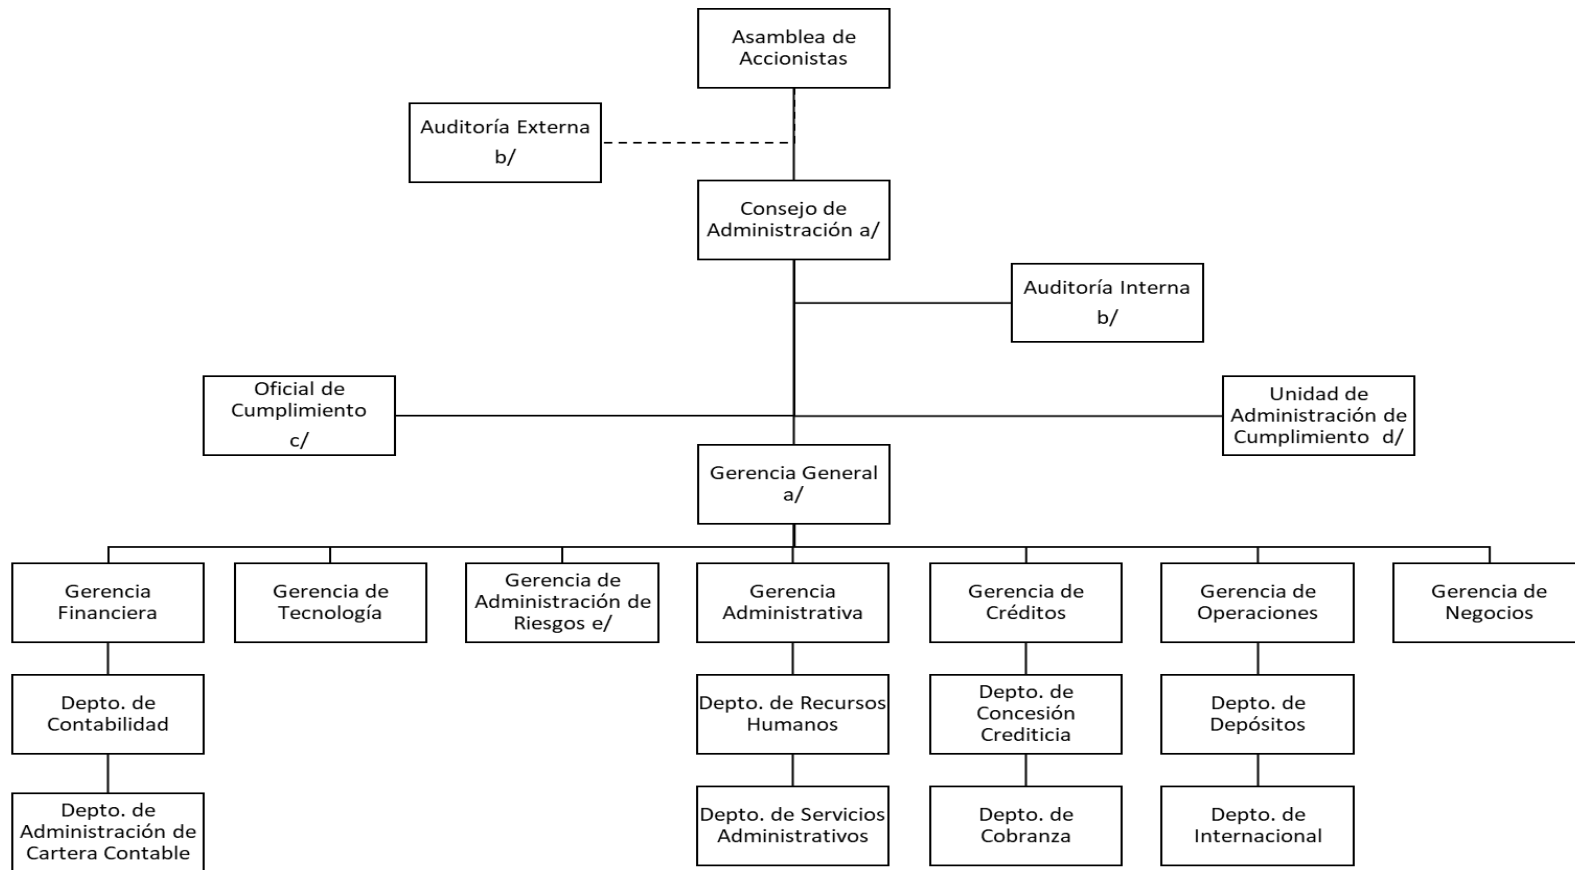 Asamblea de
Accionistas
Auditoría Externa
b/
Consejo de
Administración a/
Auditoría Interna
b/
Oficial de
Cumplimiento
c/
Unidad de
Administración de
Cumplimiento d/
Gerencia General
a/
Gerencia
Financiera
Gerencia de
Tecnología
Gerencia de
Administración de
Riesgos e/
Gerencia
Administrativa
Gerencia de
Créditos
Gerencia de
Operaciones
Gerencia de
Negocios
Depto. de
Contabilidad
Depto. de Recursos
Humanos
Depto. de
Concesión
Crediticia
Depto. de
Depósitos
Depto. de
Administración de
Cartera Contable
Depto. de Servicios
Administrativos
Depto. de
Cobranza
Depto. de
Internacional